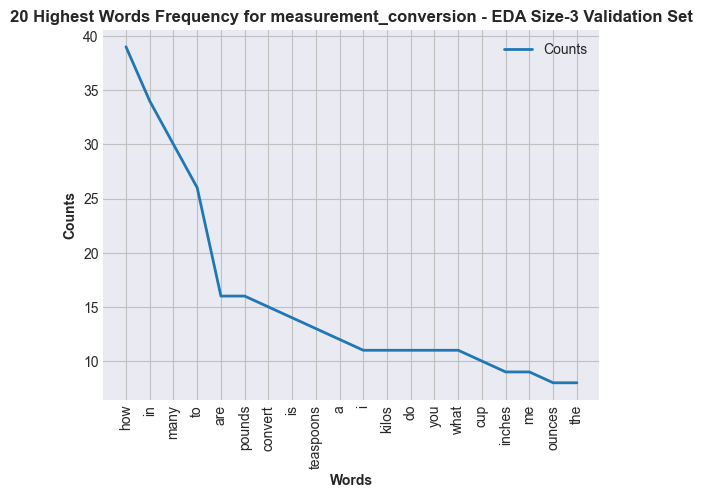 20 Highest Words Frequency for measurement_conversion - EDA Size-3 Validation Set
Counts
40
35
30
25
20
15
10
Counts
how
in
many
to
are
pounds
convert
is
teaspoons
a
i
kilos
do
you
what
cup
inches
me
ounces
the
Words